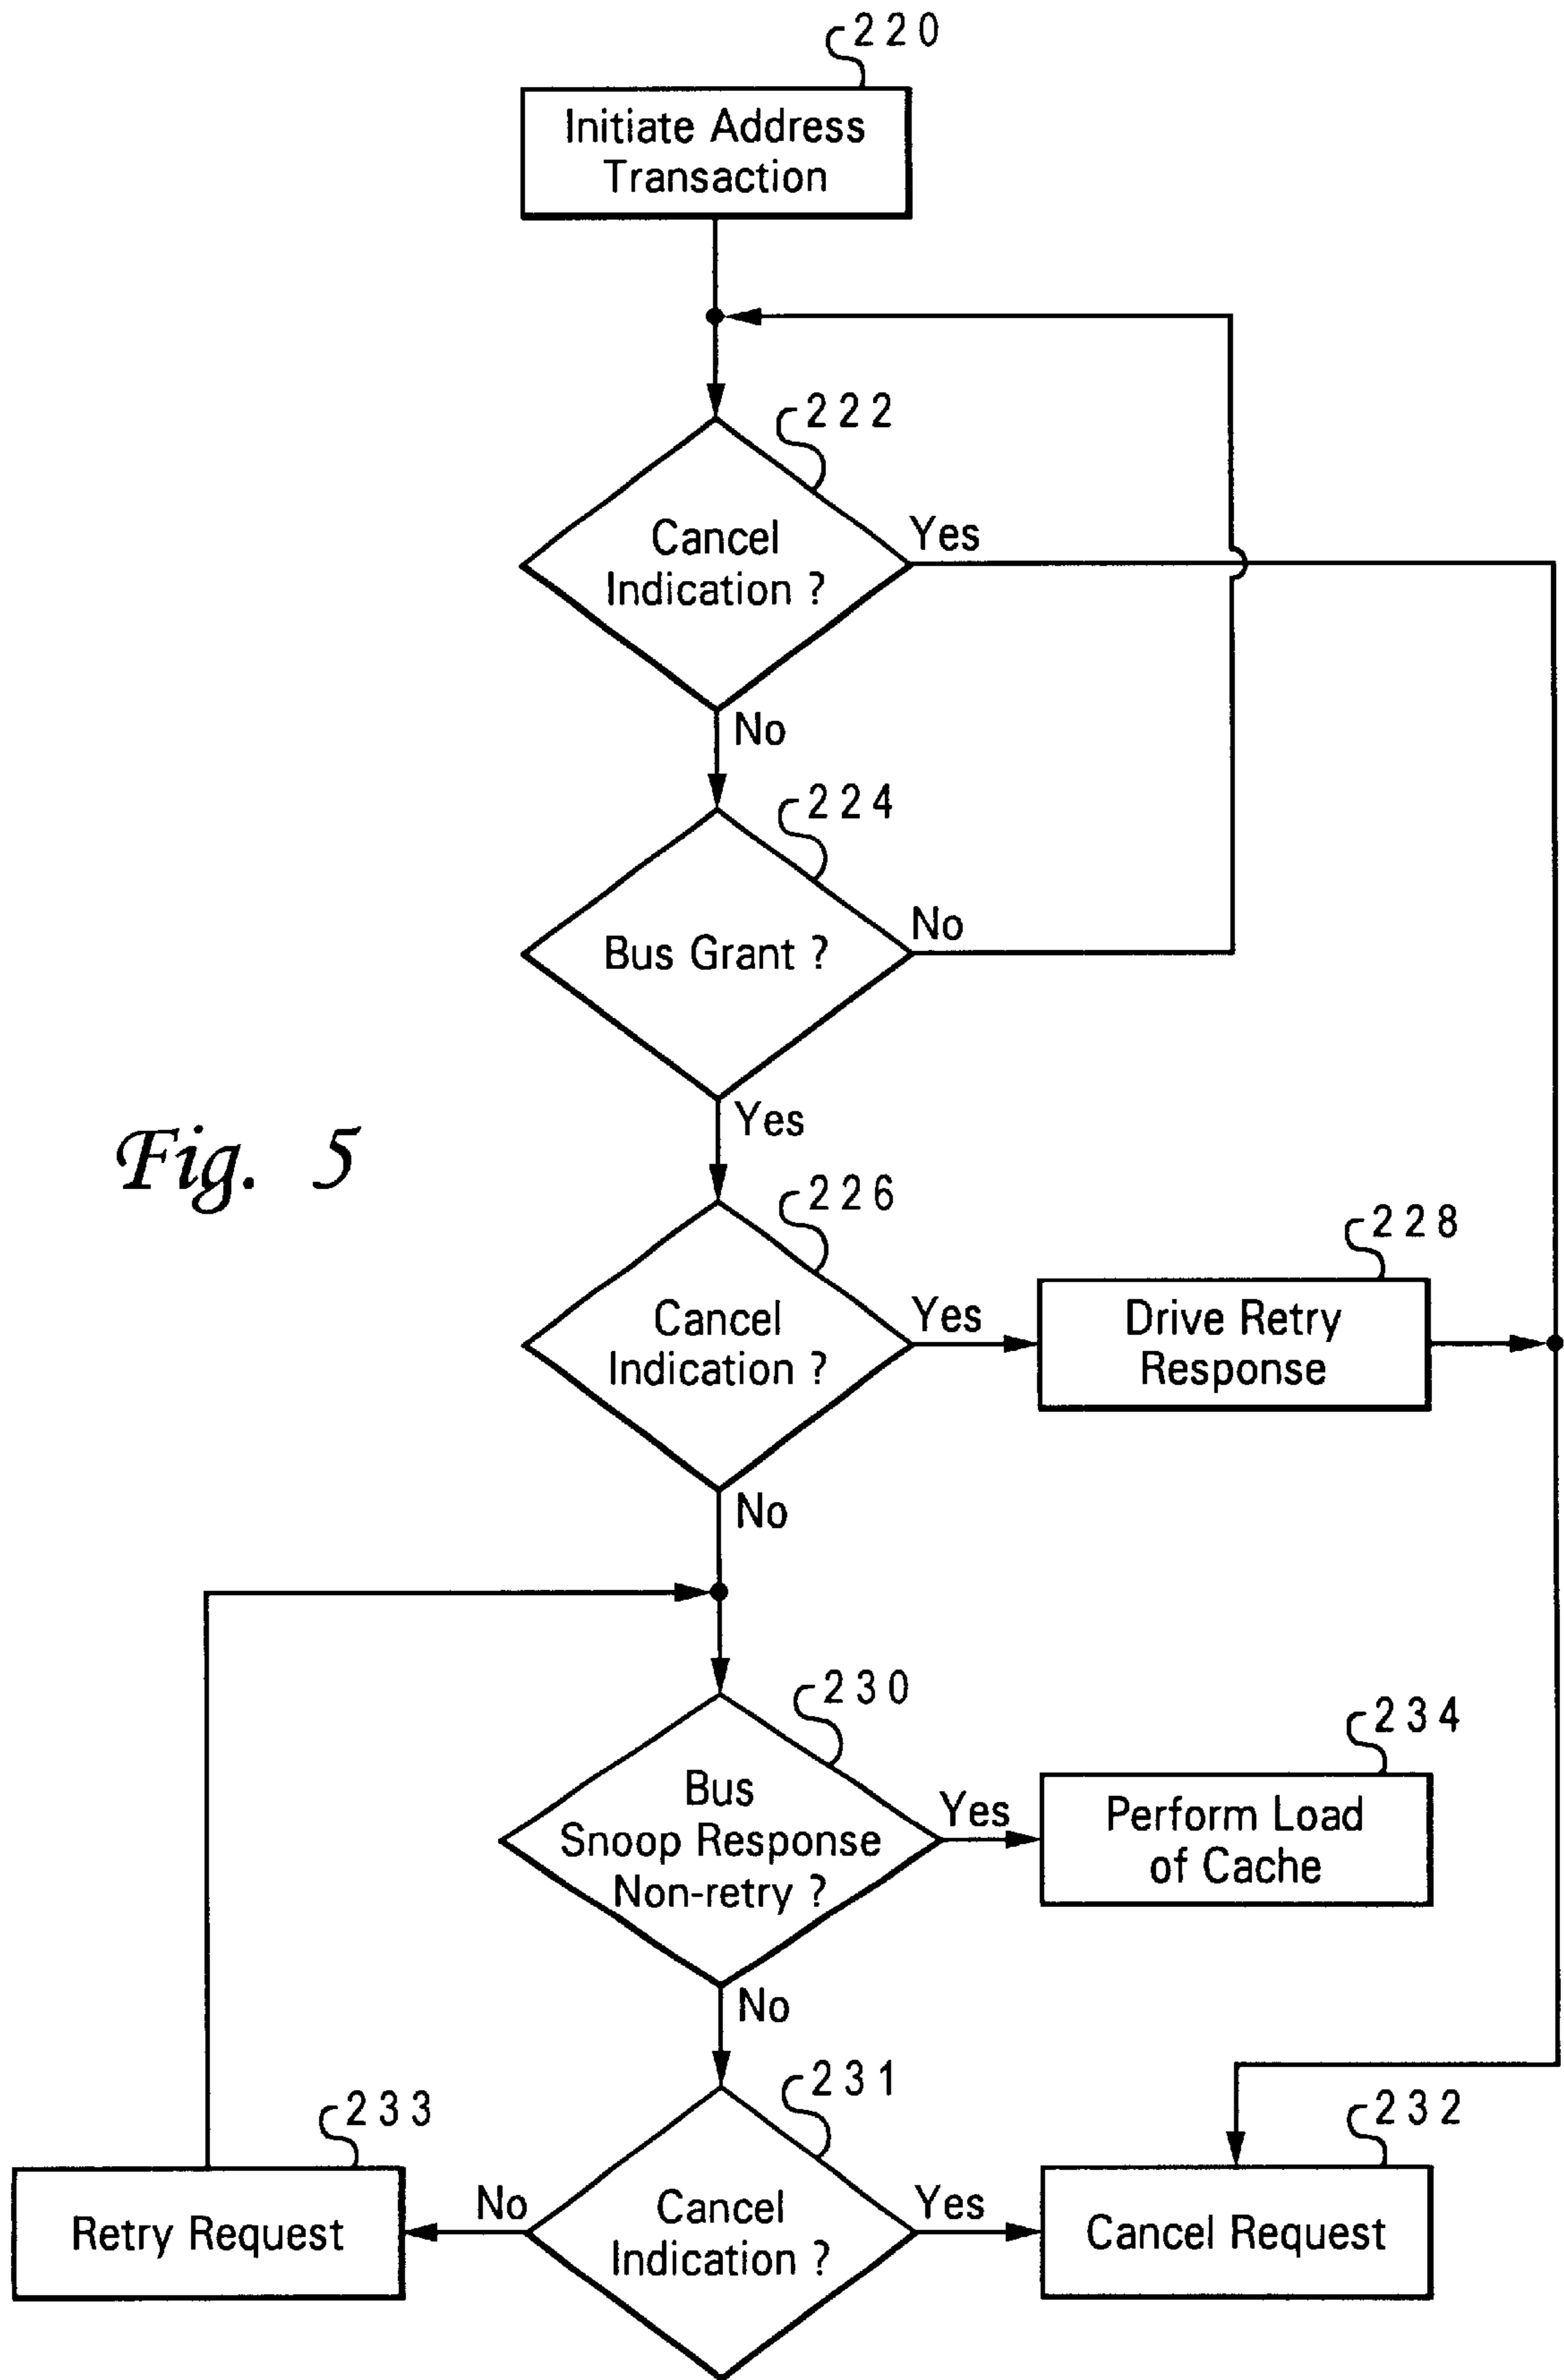 220
Initiate Address
Transaction
222
Cancel
Indication ?
Yes
No
224
Bus Grant ?
No
Yes
Fig. 5
226
Cancel
Indication ?
Yes
228
Drive Retry
Response
No
230
Bus
Snoop Response
Non-retry ?
Yes
234
Perform Load
of Cache
No
231
Cancel
Indication ?
No
233
Retry Request
Yes
232
Cancel Request